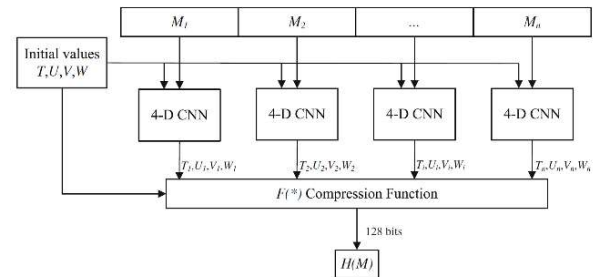 M₁ M₂ ... Mₙ
Initial values
T,U,V,W
4-D CNN 4-D CNN 4-D CNN 4-D CNN
T₁,U₁,V₁,W₁ T₂,U₂,V₂,W₂ Tᵢ,Uᵢ,Vᵢ,Wᵢ Tₙ,Uₙ,Vₙ,Wₙ
F(*) Compression Function
128 bits
H(M)